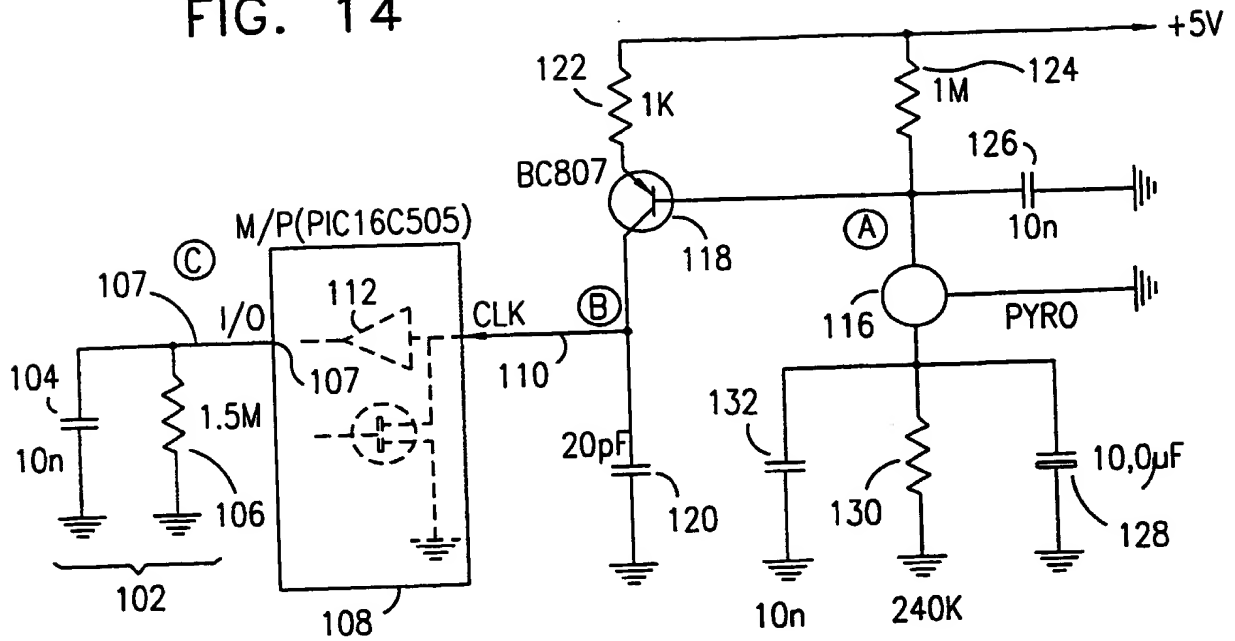 FIG. 14
+5V
122
1K
124
1M
126
10n
BC807
118
A
M/P(PIC16C505)
C
107
I/O
112
CLK
B
116
PYRO
104
1.5M
107
110
132
20pF
10n
106
120
130
10,0µF
128
102
108
10n
240K